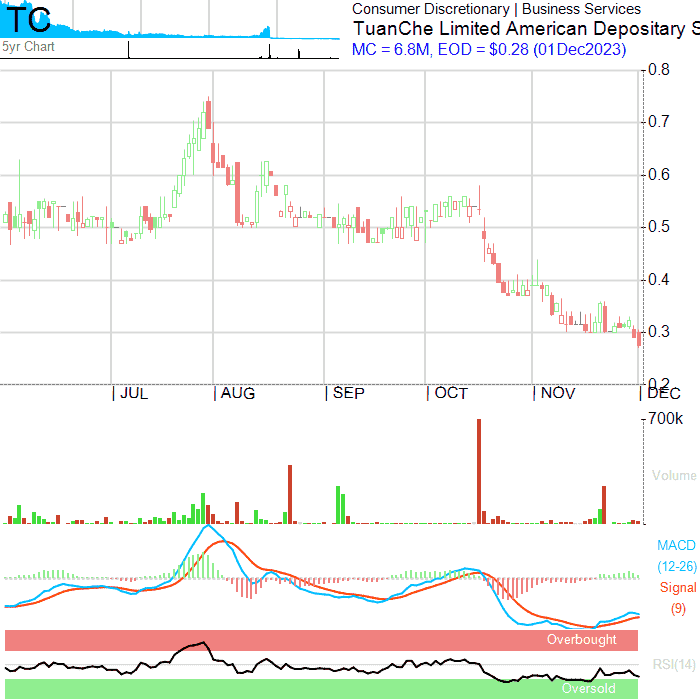 TC
Consumer Discretionary | Business Services
TuanChe Limited American Depositary S
MC = 6.8M, EOD = $0.28 (01Dec2023)
5yr Chart
0.8
0.7
0.6
0.5
0.4
0.3
0.2
JUL
AUG
SEP
OCT
NOV
DEC
700k
Volume
MACD
(12-26)
Signal
(9)
Overbought
RSI(14)
Oversold